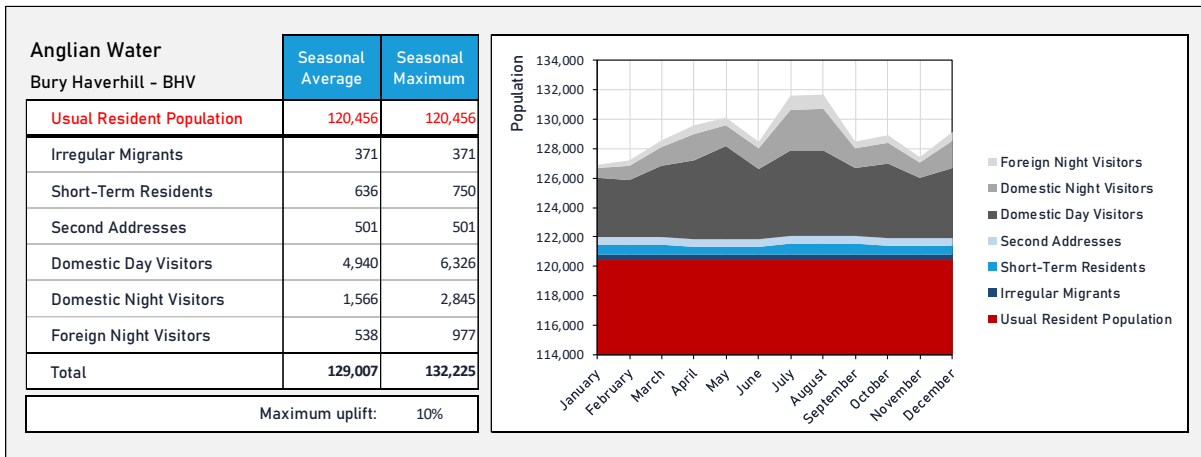 Anglian Water
Bury Haverhill - BHV
Seasonal Average
Seasonal Maximum
Usual Resident Population 120,456 120,456
Irregular Migrants 371 371
Short-Term Residents 636 750
Second Addresses 501 501
Domestic Day Visitors 4,940 6,326
Domestic Night Visitors 1,566 2,845
Foreign Night Visitors 538 977
Total 129,007 132,225
Maximum uplift: 10%
Population
134,000
132,000
130,000
128,000
126,000
124,000
122,000
120,000
118,000
116,000
114,000
January
February
March
April
May
June
July
August
September
October
November
December
Foreign Night Visitors
Domestic Night Visitors
Domestic Day Visitors
Second Addresses
Short-Term Residents
Irregular Migrants
Usual Resident Population